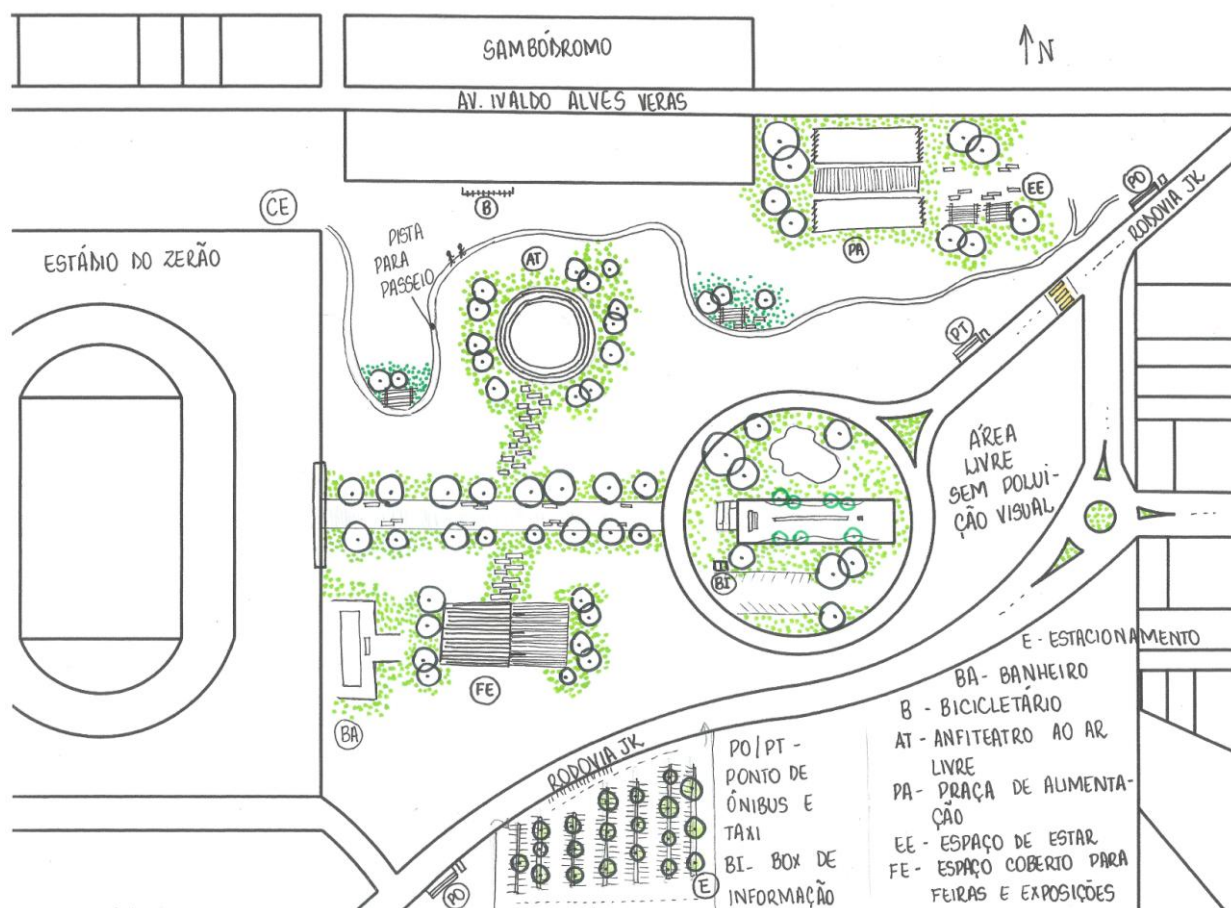 SAMBÓDROMO
N
AV. IVALDO ALVES VERAS
CE
B
PO
EE
RODOVIA JK
ESTÁDIO DO ZERÃO
PISTA
PARA
PASSEIO
AT
PA
PT
ÁREA
LIVRE
SEM POLUI-
ÇÃO VISUAL
BI
FE
BA
RODOVIA JK
PO
E
PO/PT -
PONTO DE
ÔNIBUS E
TAXI
BI- BOX DE
INFORMAÇÃO
E - ESTACIONAMENTO
BA- BANHEIRO
B - BICICLETÁRIO
AT - ANFITEATRO AO AR
LIVRE
PA- PRAÇA DE ALIMENTA-
ÇÃO
EE - ESPAÇO DE ESTAR
FE- ESPAÇO COBERTO PARA
FEIRAS E EXPOSIÇÕES